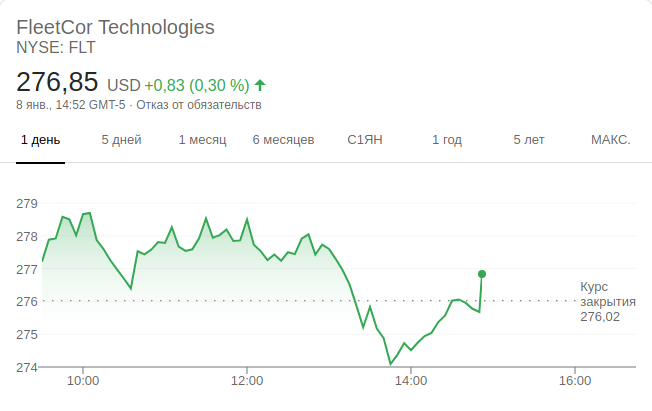 FleetCor Technologies
NYSE: FLT
276,85 USD +0,83 (0,30 %)
8 янв., 14:52 GMT-5 · Отказ от обязательств
1 день 5 дней 1 месяц 6 месяцев С1ЯН 1 год 5 лет МАКС.
279
278
277
276
275
274
Курс
закрытия
276,02
10:00 12:00 14:00 16:00